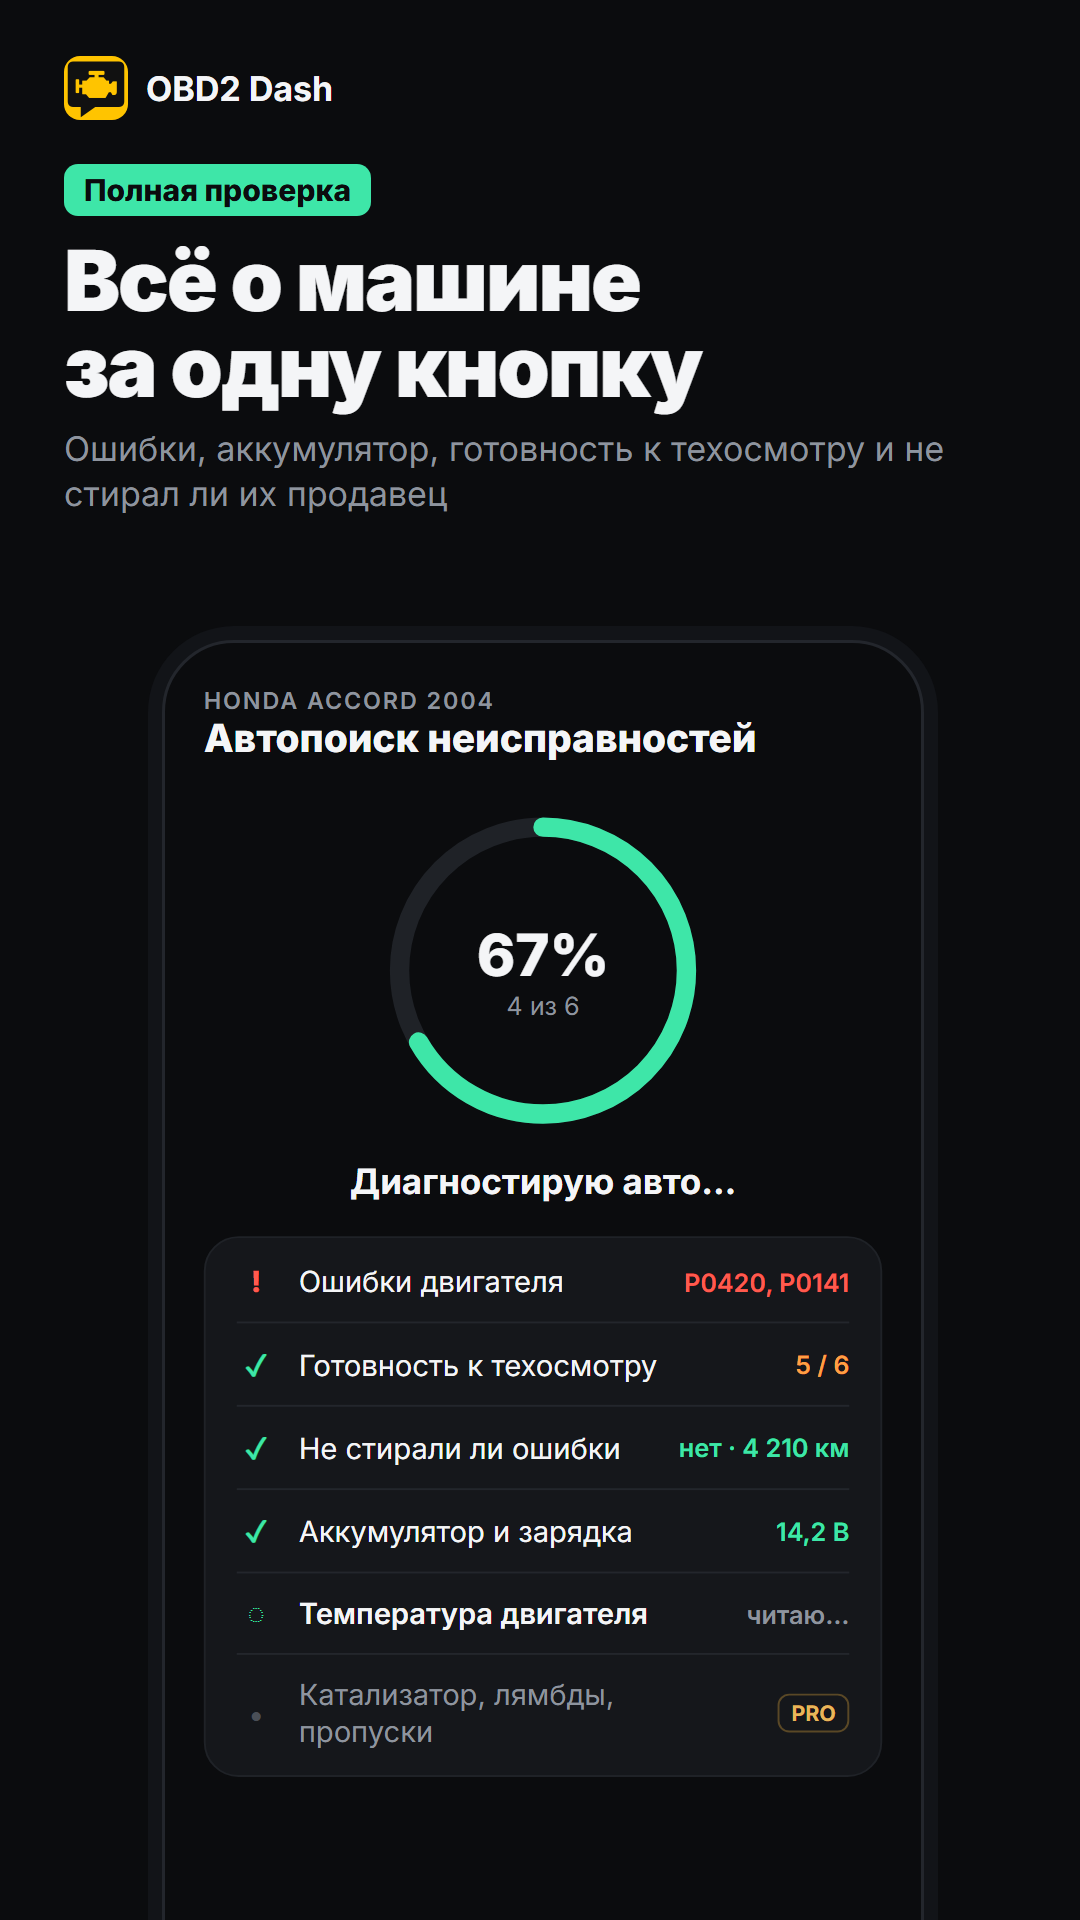 OBD2 Dash
Полная проверка
Всё о машине
за одну кнопку
Ошибки, аккумулятор, готовность к техосмотру и не
стирал ли их продавец
HONDA ACCORD 2004
Автопоиск неисправностей
67%
4 из 6
Диагностирую авто...
! Ошибки двигателя P0420, P0141
✓ Готовность к техосмотру 5 / 6
✓ Не стирали ли ошибки нет · 4 210 км
✓ Аккумулятор и зарядка 14,2 В
Температура двигателя читаю...
Катализатор, лямбды,
пропуски PRO